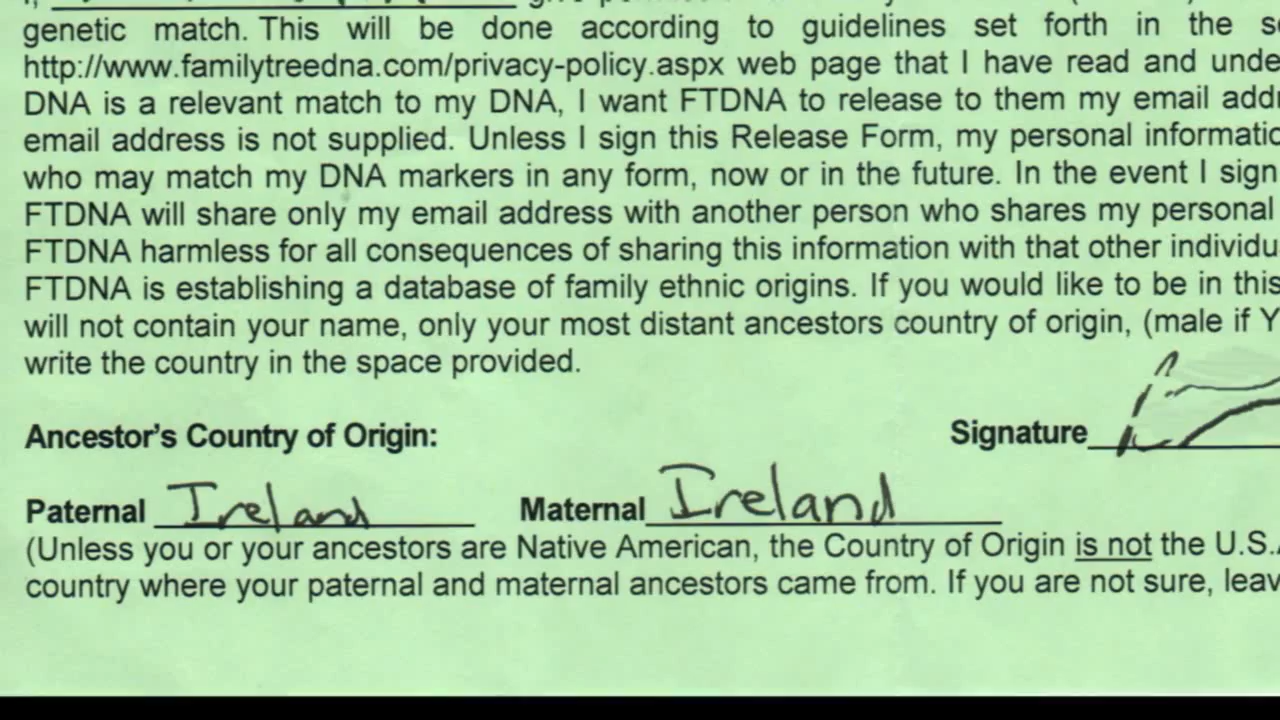 genetic match. This will be done according to guidelines set forth in the
http://www.familytreedna.com/privacy-policy.aspx web page that I have read and unde
DNA is a relevant match to my DNA, I want FTDNA to release to them my email addr
email address is not supplied. Unless I sign this Release Form, my personal informatio
who may match my DNA markers in any form, now or in the future. In the event I sign
FTDNA will share only my email address with another person who shares my personal
FTDNA harmless for all consequences of sharing this information with that other individu
FTDNA is establishing a database of family ethnic origins. If you would like to be in this
will not contain your name, only your most distant ancestors country of origin, (male if Y
write the country in the space provided.
Ancestor's Country of Origin: Signature
Paternal Ireland Maternal Ireland
(Unless you or your ancestors are Native American, the Country of Origin is not the U.S.
country where your paternal and maternal ancestors came from. If you are not sure, leav